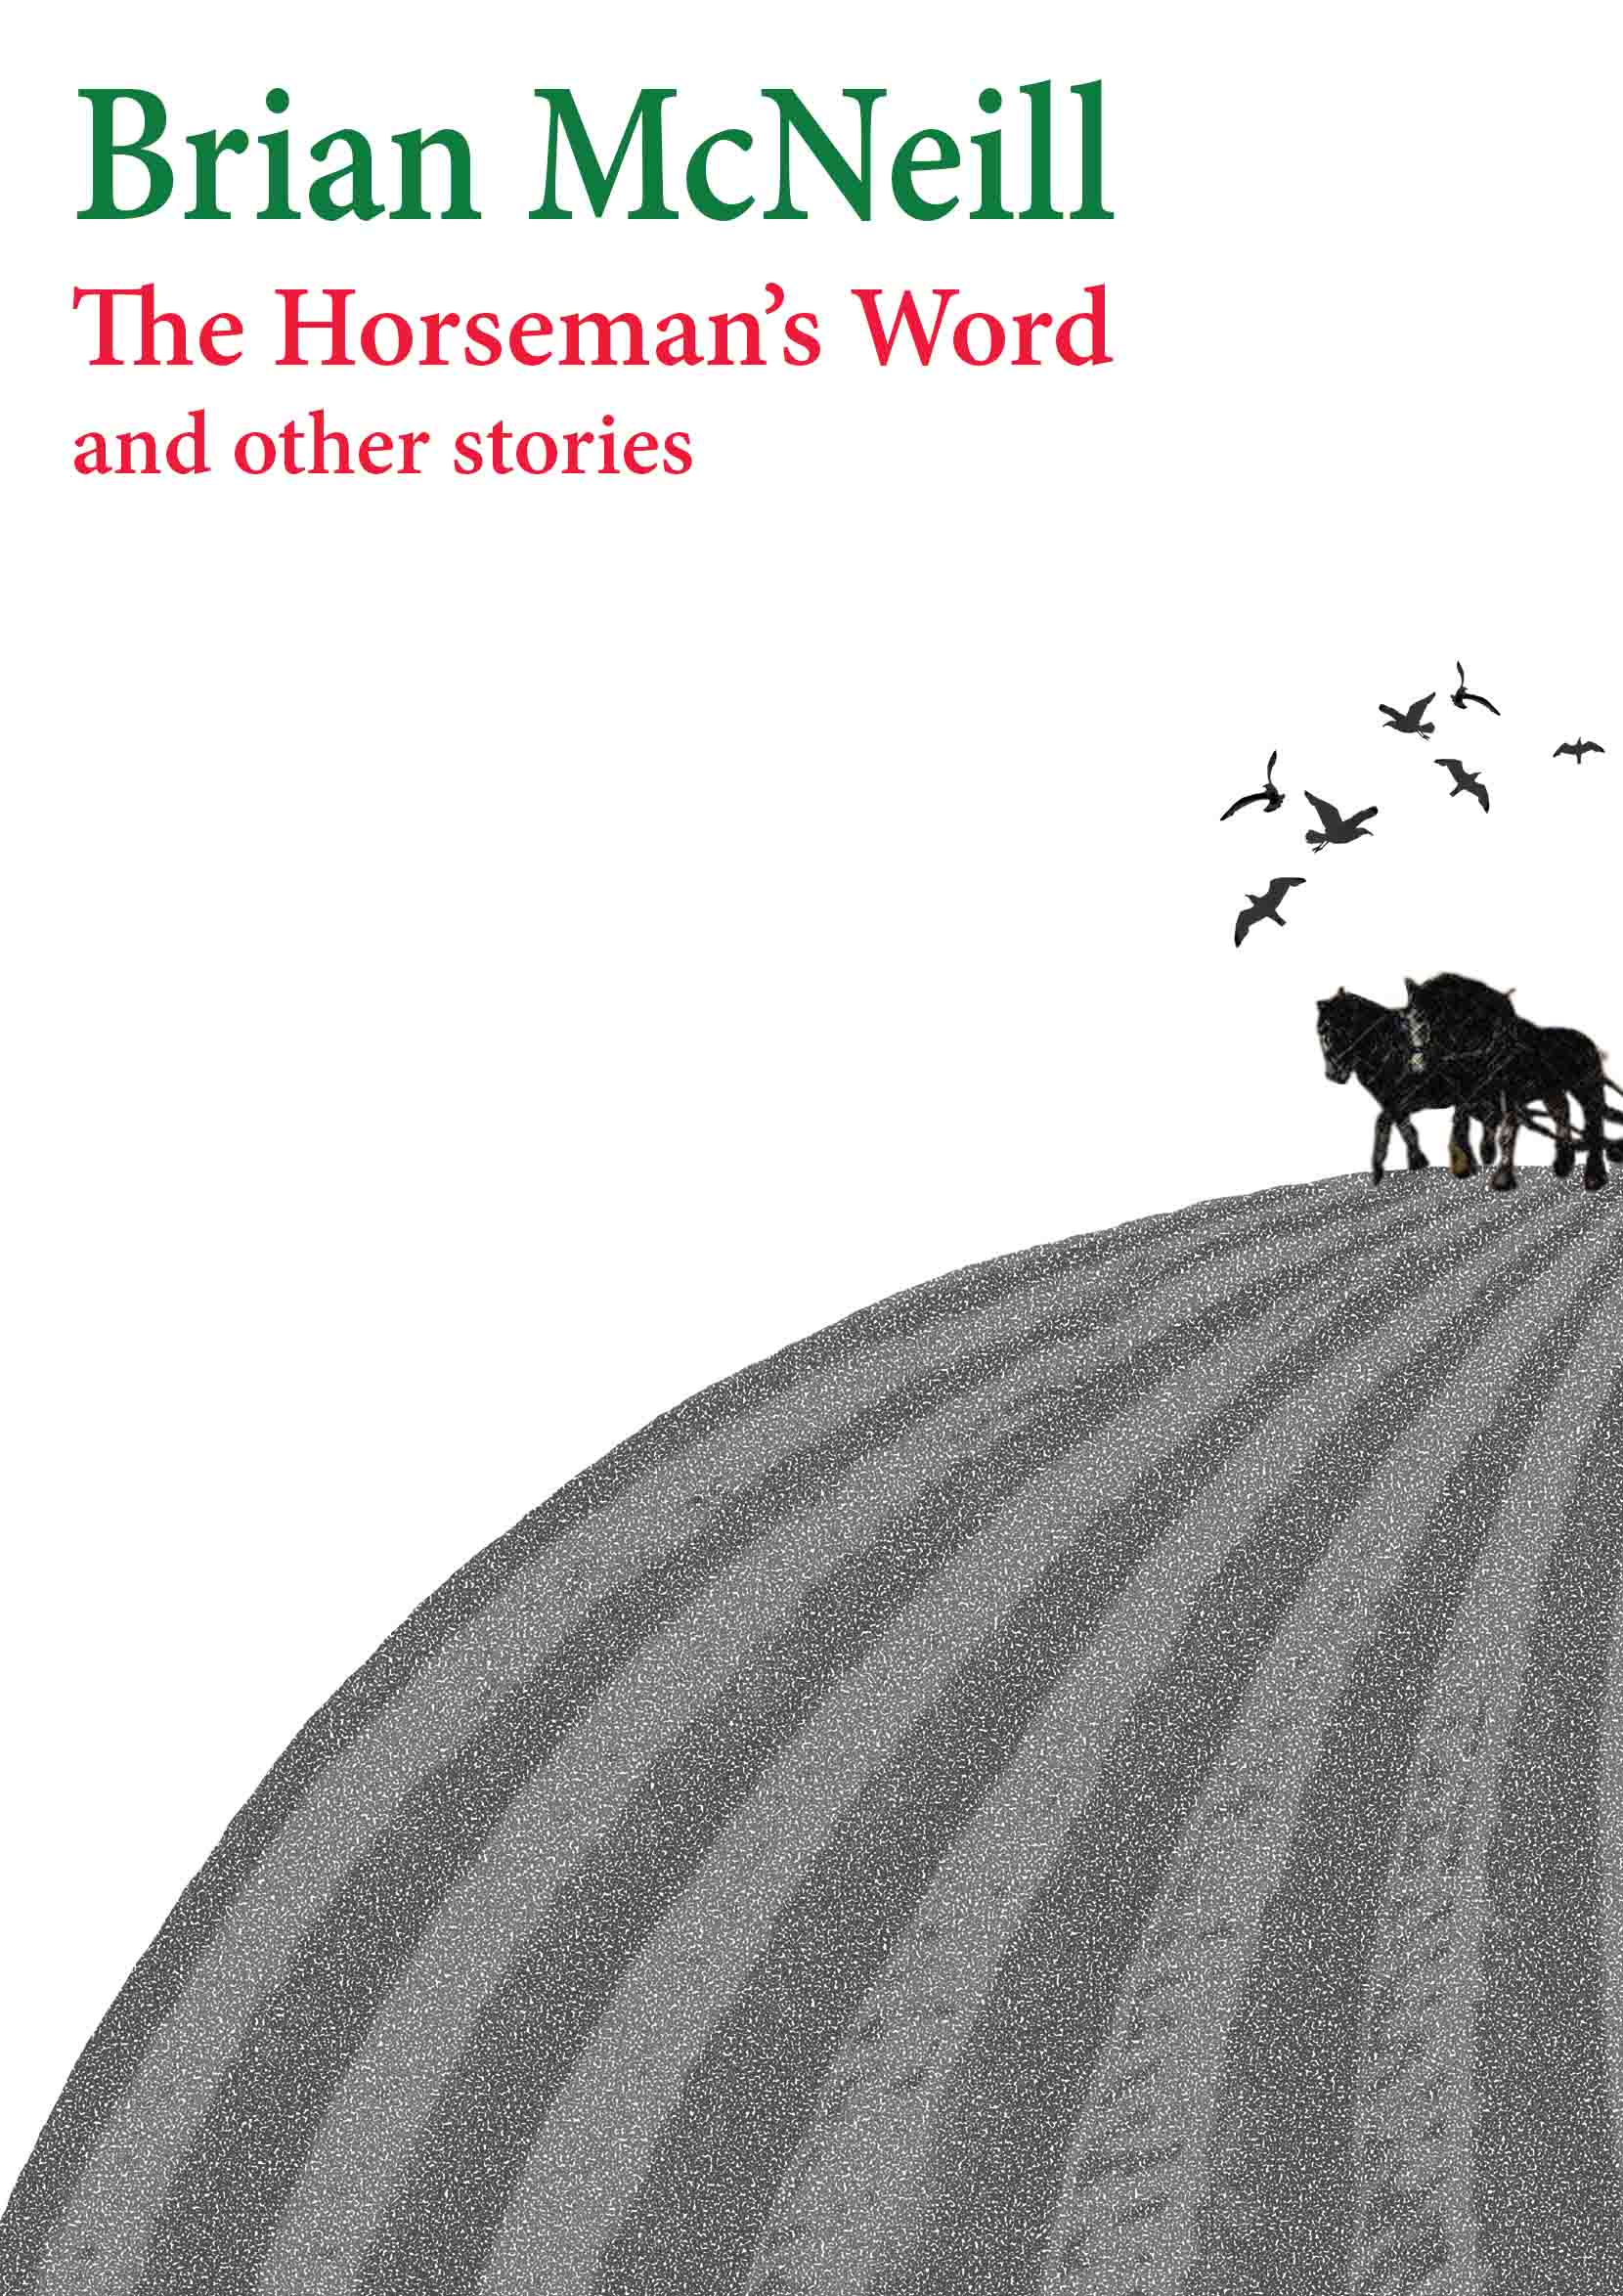 Brian McNeill
The Horseman’s Word
and other stories